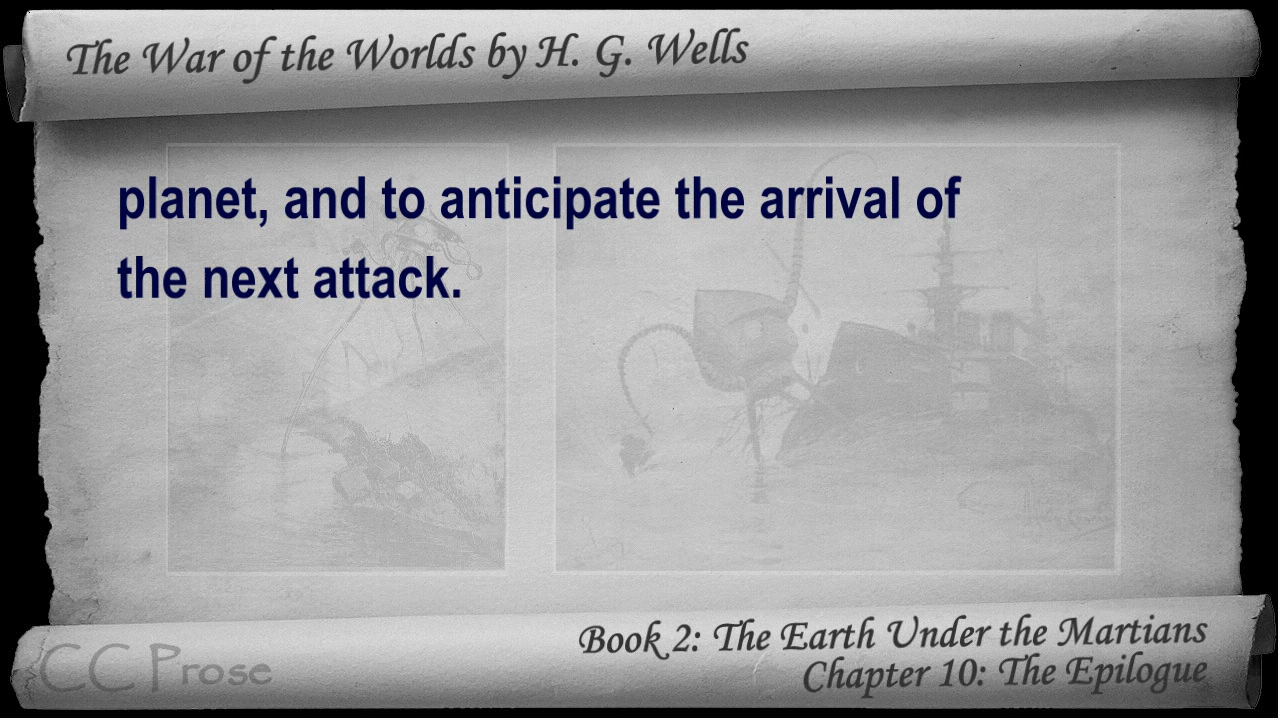 The War of the Worlds by H. G. Wells
planet, and to anticipate the arrival of
the next attack.
Book 2: The Earth Under the Martians
Chapter 10: The Epilogue
CC Prose